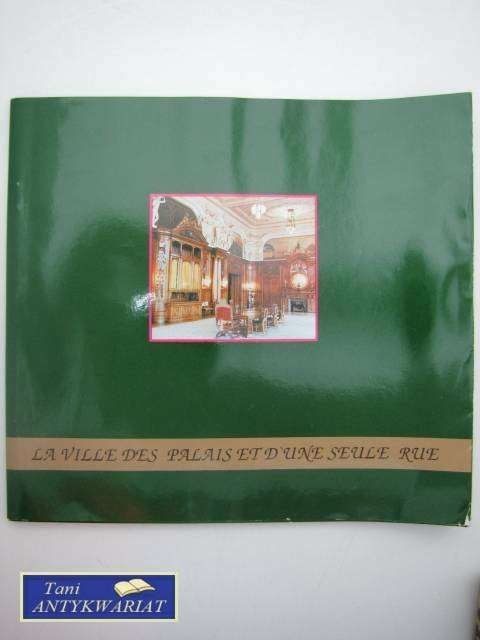 LA VILLE DES PALAIS ET D'UNE SEULE RUE
Tani
ANTYKWARIAT